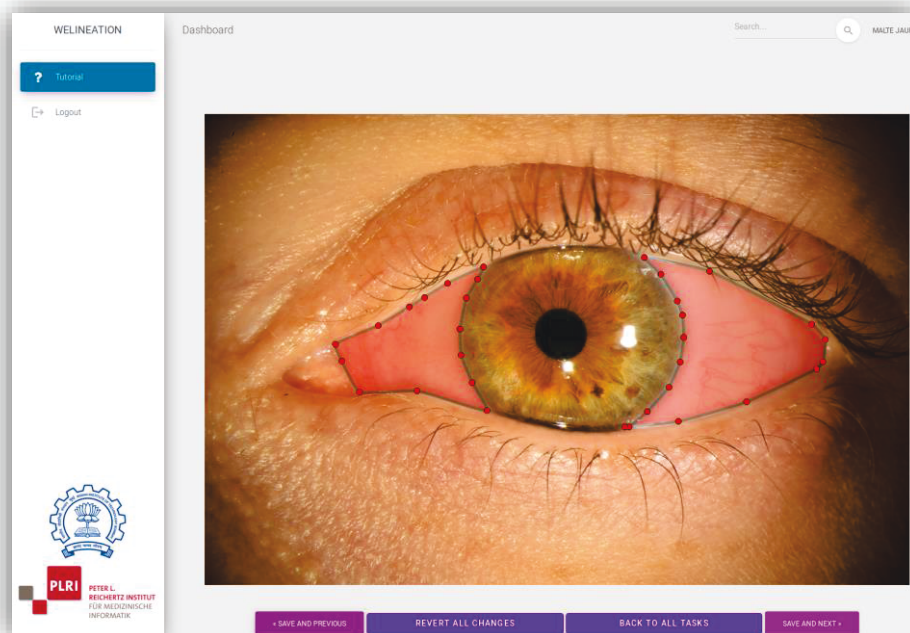 WELINEATION
Dashboard
Search...
MALTE
? Tutorial
Logout
PLRI
PETER L.
REICHERTZ INSTITUT
FÜR MEDIZINISCHE
INFORMATIK
« SAVE AND PREVIOUS
REVERT ALL CHANGES
BACK TO ALL TASKS
SAVE AND NEXT »